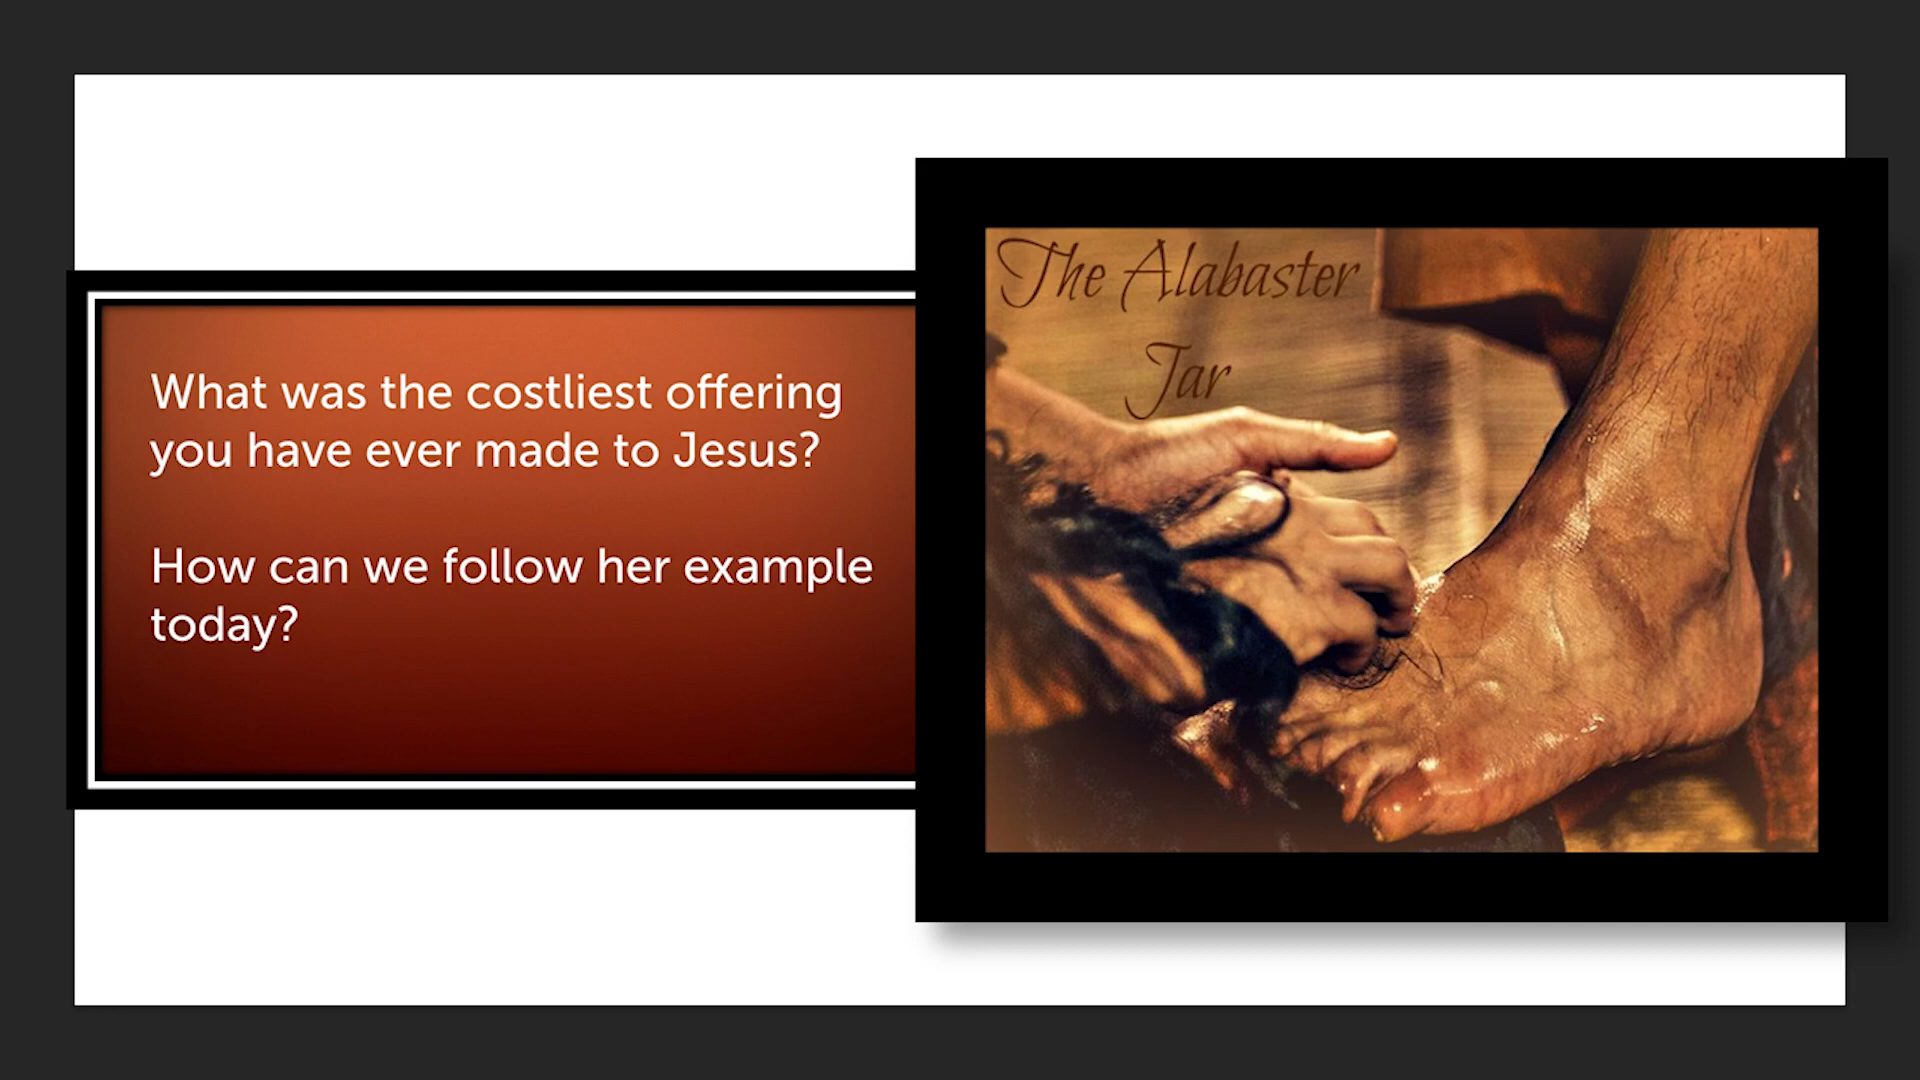 What was the costliest offering
you have ever made to Jesus?
How can we follow her example
today?
The Alabaster
Jar